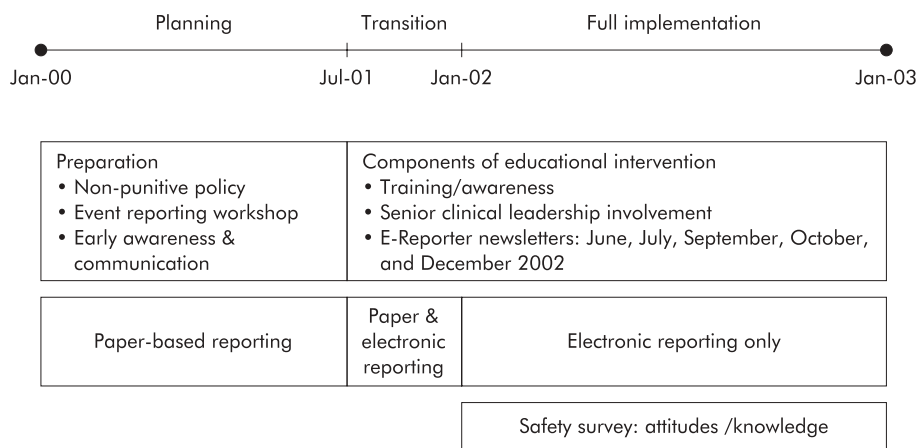 Planning
Transition
Full implementation
Jan-00
Jul-01
Jan-02
Jan-03
Preparation
• Non-punitive policy
• Event reporting workshop
• Early awareness &
communication
Components of educational intervention
• Training/awareness
• Senior clinical leadership involvement
• E-Reporter newsletters: June, July, September, October,
and December 2002
Paper-based reporting
Paper &
electronic
reporting
Electronic reporting only
Safety survey: attitudes /knowledge